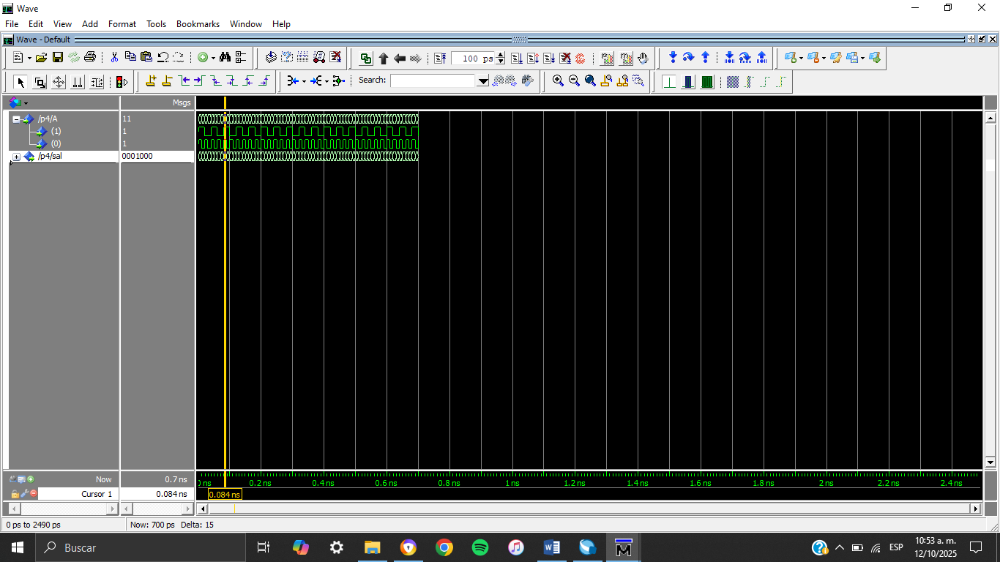 Wave
File Edit View Add Format Tools Bookmarks Window Help
Wave - Default
100 ps
Search:
Msgs
/p4/A 11
(1) 1
(0) 1
/p4/sal 0001000
Now 0.7 ns
Cursor 1 0.084 ns
ns 0.2 ns 0.4 ns 0.6 ns 0.8 ns 1 ns 1.2 ns 1.4 ns 1.6 ns 1.8 ns 2 ns 2.2 ns 2.4 ns
0.084 ns
0 ps to 2490 ps Now: 700 ps Delta: 15
Buscar
ESP
10:53 a. m.
12/10/2025